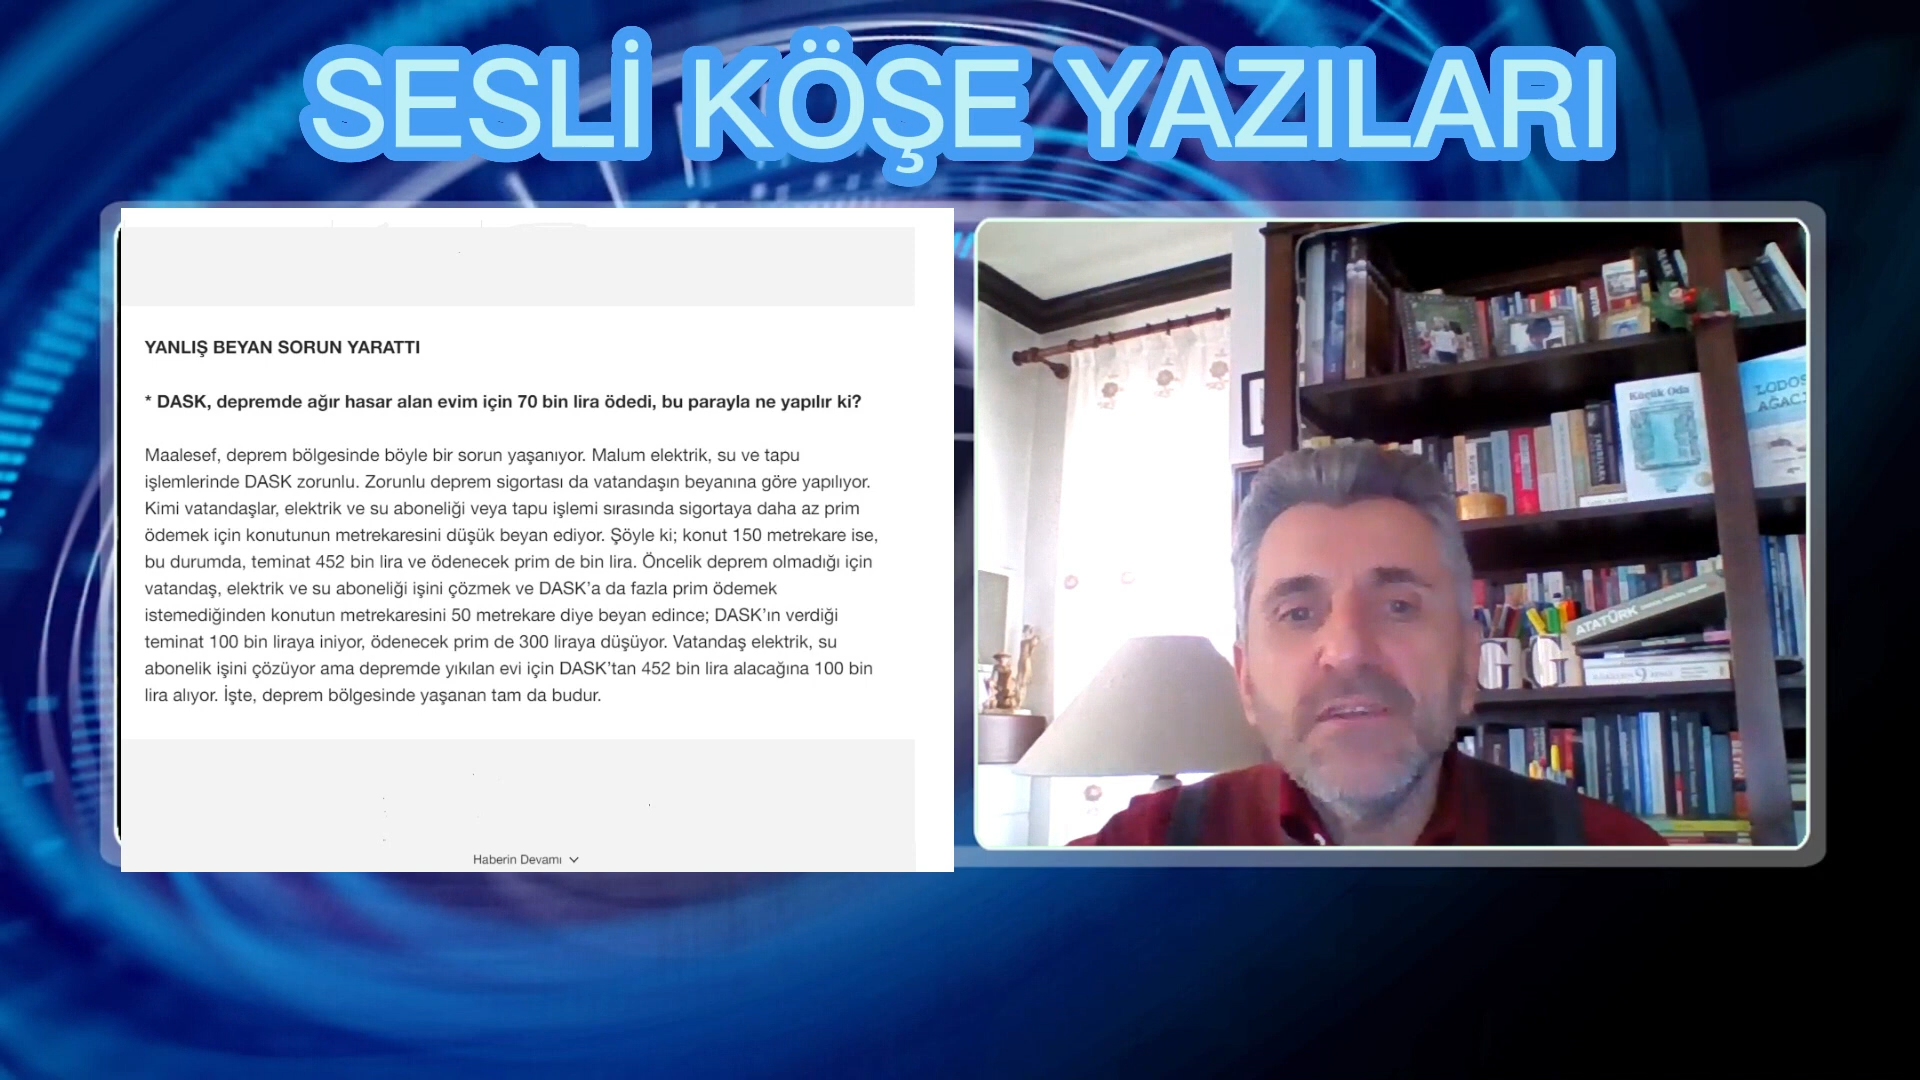 SESLİ KÖŞE YAZILARI
YANLIŞ BEYAN SORUN YARATTI
* DASK, depremde ağır hasar alan evim için 70 bin lira ödedi, bu parayla ne yapılır ki?
Maalesef, deprem bölgesinde böyle bir sorun yaşanıyor. Malum elektrik, su ve tapu
işlemlerinde DASK zorunlu. Zorunlu deprem sigortası da vatandaşın beyanına göre yapılıyor.
Kimi vatandaşlar, elektrik ve su aboneliği veya tapu işlemi sırasında sigortaya daha az prim
ödemek için konutunun metrekaresini düşük beyan ediyor. Şöyle ki; konut 150 metrekare ise,
bu durumda, teminat 452 bin lira ve ödenecek prim de bin lira. Öncelik deprem olmadığı için
vatandaş, elektrik ve su aboneliği işini çözmek ve DASK’a da fazla prim ödemek
istemediğinden konutun metrekaresini 50 metrekare diye beyan edince; DASK’ın verdiği
teminat 100 bin liraya iniyor, ödenecek prim de 300 liraya düşüyor. Vatandaş elektrik, su
abonelik işini çözüyor ama depremde yıkılan evi için DASK’tan 452 bin lira alacağına 100 bin
lira alıyor. İşte, deprem bölgesinde yaşanan tam da budur.
Haberin Devamı
Küçük Oda
LODOS
AĞACI
ATATÜRK
G G